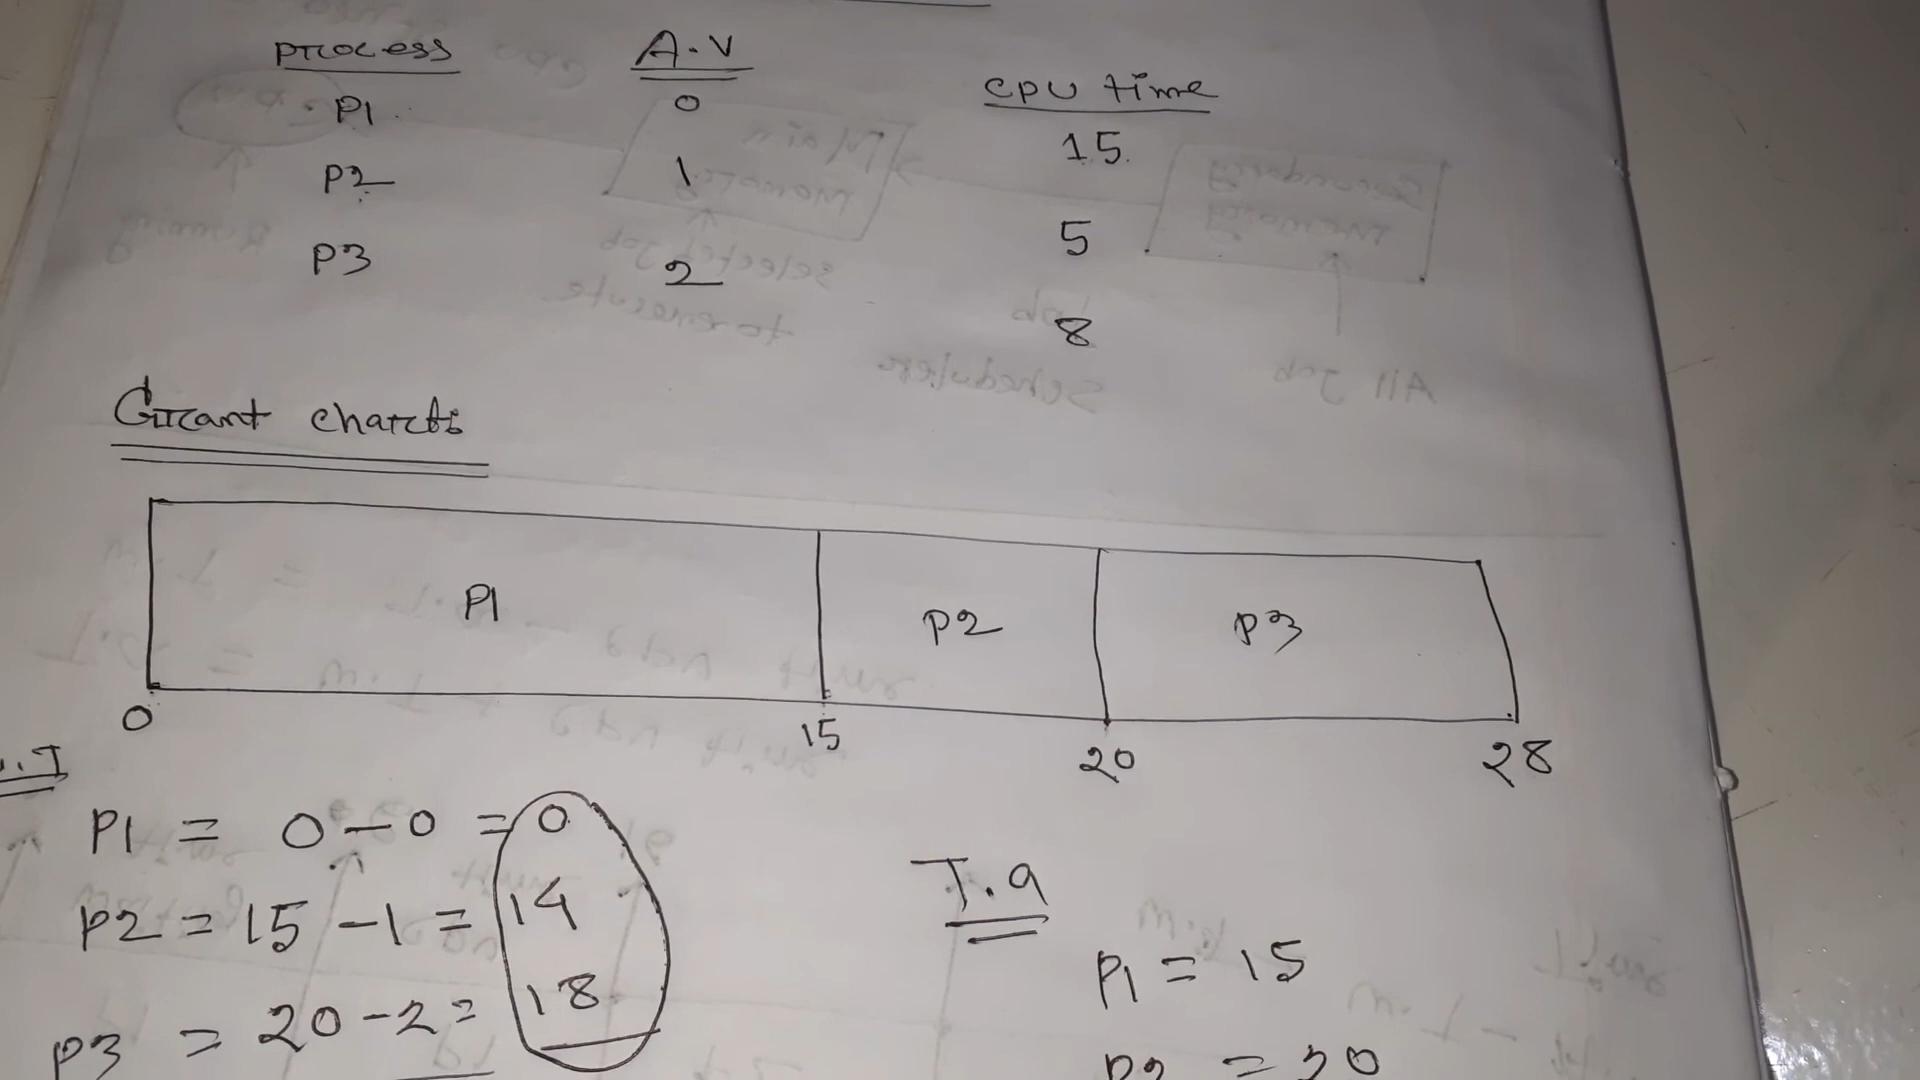 process A.V CPU time
P1 0 15
P2 1 5
P3 2 8
Grant charts
P1 P2 P3
0 15 20 28
P1 = 0 - 0 = 0
P2 = 15 - 1 = 14
P3 = 20 - 2 = 18
T.a
P1 = 15